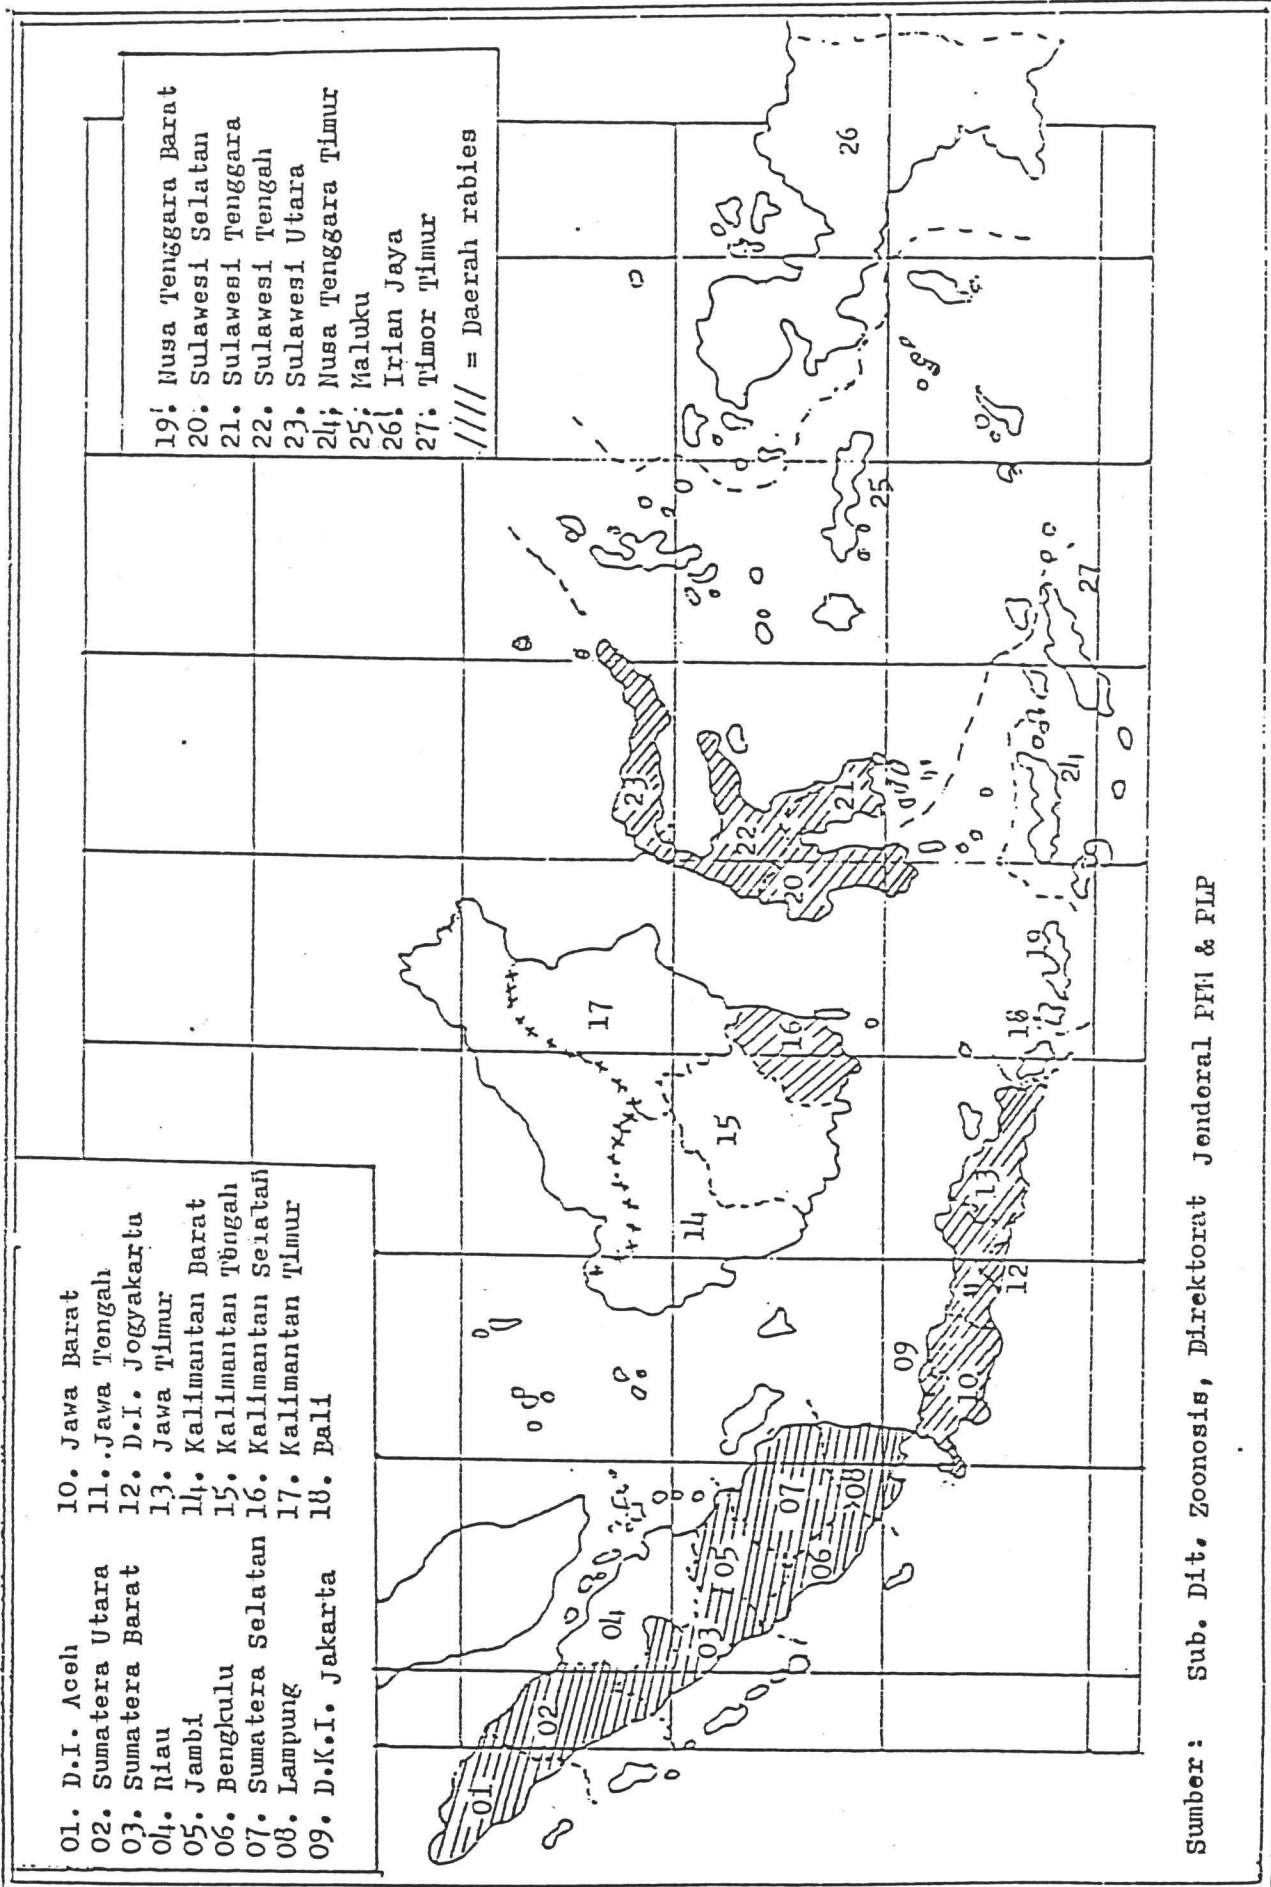 01. D.I. Aceh
02. Sumatera Utara
03. Sumatera Barat
04. Riau
05. Jambi
06. Bengkulu
07. Sumatera Selatan
08. Lampung
09. D.K.I. Jakarta
10. Jawa Barat
11. Jawa Tengah
12. D.I. Jogyakarta
13. Jawa Timur
14. Kalimantan Barat
15. Kalimantan Tengah
16. Kalimantan Selatan
17. Kalimantan Timur
18. Bali
19. Nusa Tenggara Barat
20. Sulawesi Selatan
21. Sulawesi Tenggara
22. Sulawesi Tengah
23. Sulawesi Utara
24. Nusa Tenggara Timur
25. Maluku
26. Irian Jaya
27. Timor Timur
///// = Daerah rabies
01
02
03
04
05
06
07
08
09
10
11
12
13
14
15
16
17
18
19
20
21
22
23
24
25
26
27
Sumber: Sub. Dit. Zoonosis, Direktorat Jenderal PPM & PLP